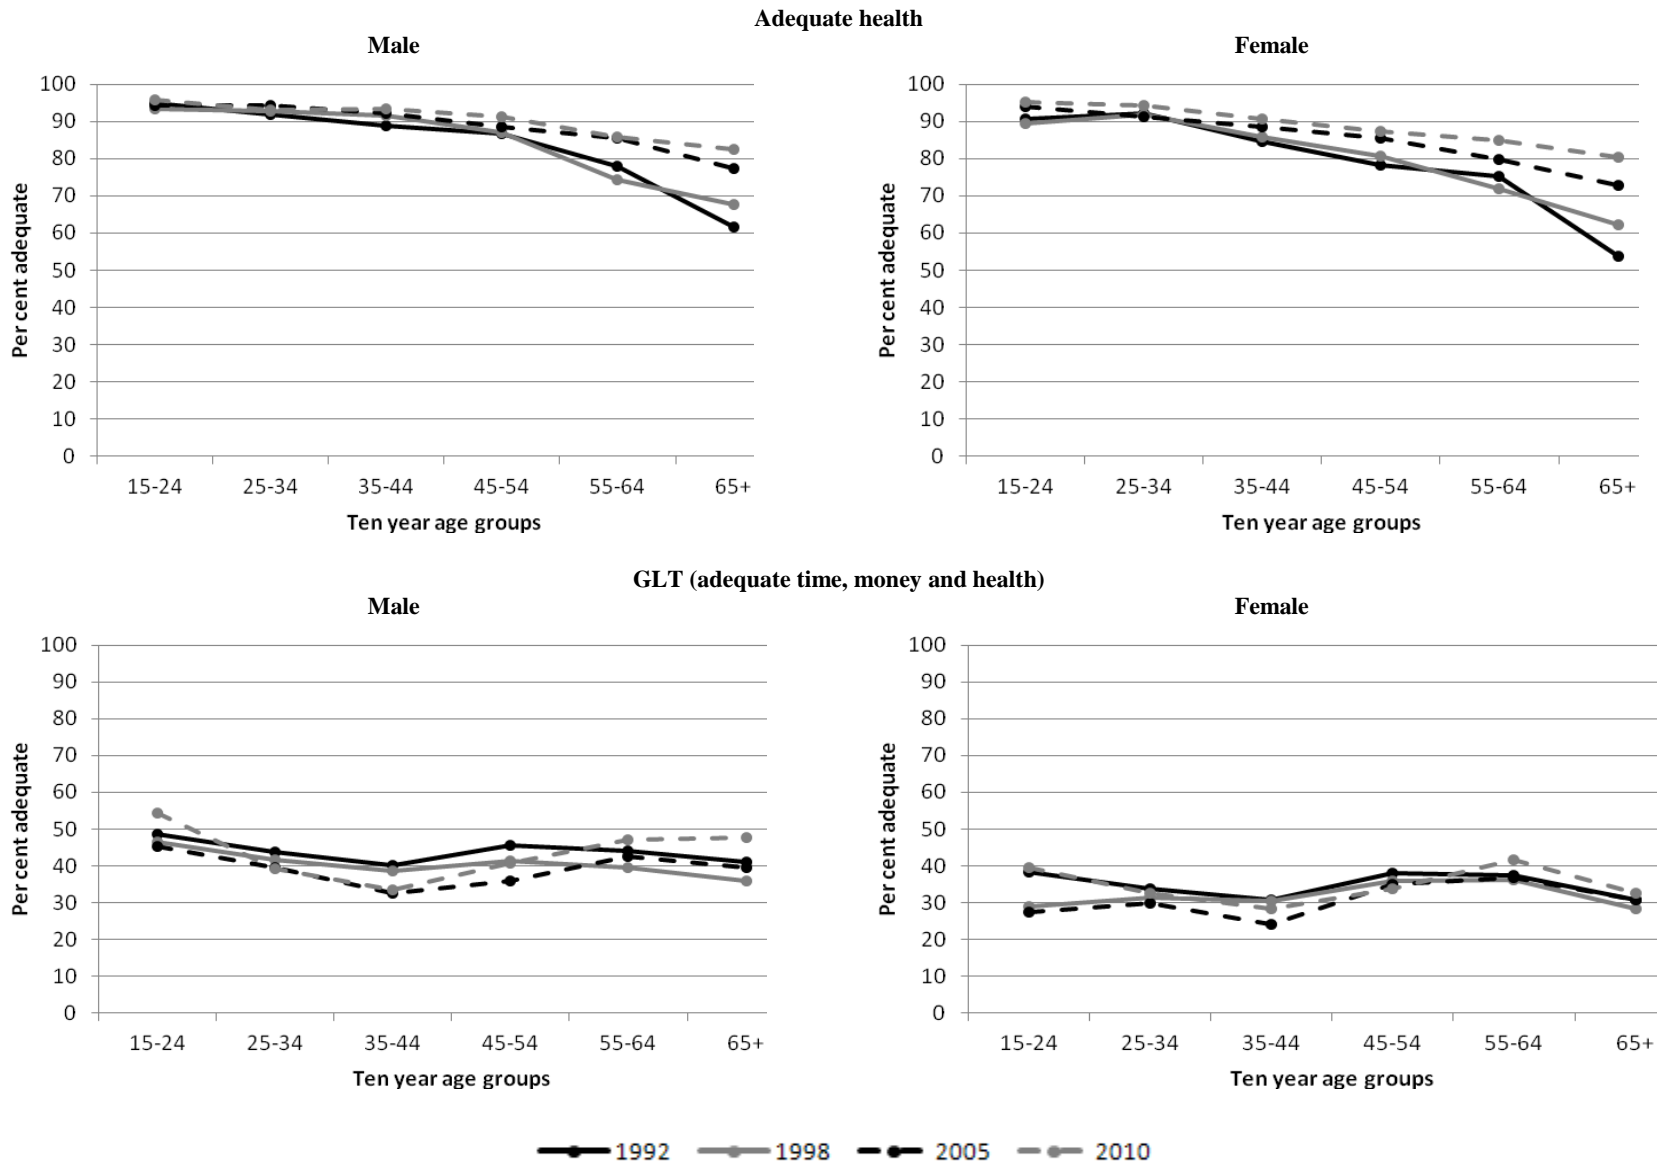 Adequate health
Male Female
100 100
90 90
80 80
70 70
60 60
50 50
40 40
30 30
20 20
10 10
0 0
Per cent adequate Per cent adequate
15-24 25-34 35-44 45-54 55-64 65+ 15-24 25-34 35-44 45-54 55-64 65+
Ten year age groups Ten year age groups
GLT (adequate time, money and health)
Male Female
100 100
90 90
80 80
70 70
60 60
50 50
40 40
30 30
20 20
10 10
0 0
Per cent adequate Per cent adequate
15-24 25-34 35-44 45-54 55-64 65+ 15-24 25-34 35-44 45-54 55-64 65+
Ten year age groups Ten year age groups
1992 1998 2005 2010